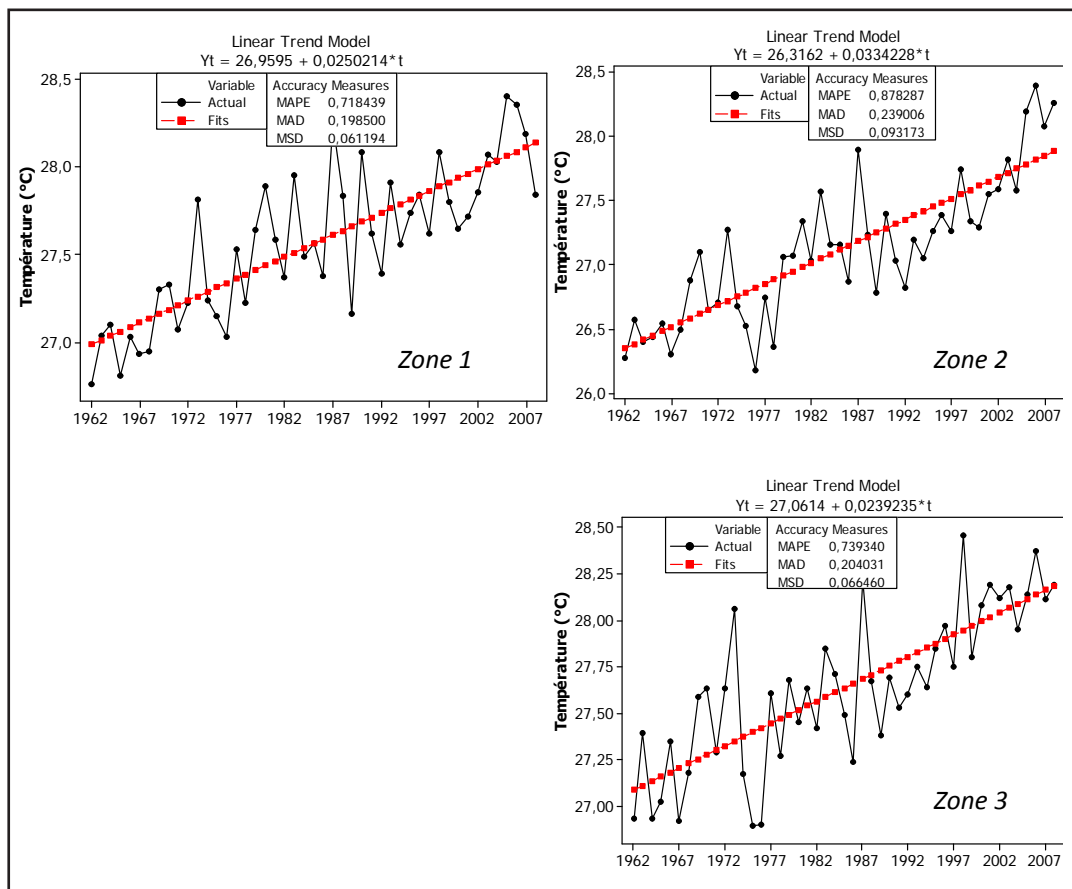 Linear Trend Model
Yt = 26,9595 + 0,0250214*t
Variable
Actual
Fits
Accuracy Measures
MAPE 0,718439
MAD 0,198500
MSD 0,061194
28,5
28,0
27,5
27,0
Température (°C)
Zone 1
1962 1967 1972 1977 1982 1987 1992 1997 2002 2007
Linear Trend Model
Yt = 26,3162 + 0,0334228*t
Variable
Actual
Fits
Accuracy Measures
MAPE 0,878287
MAD 0,239006
MSD 0,093173
28,5
28,0
27,5
27,0
26,5
26,0
Température (°C)
Zone 2
1962 1967 1972 1977 1982 1987 1992 1997 2002 2007
Linear Trend Model
Yt = 27,0614 + 0,0239235*t
Variable
Actual
Fits
Accuracy Measures
MAPE 0,739340
MAD 0,204031
MSD 0,066460
28,50
28,25
28,00
27,75
27,50
27,25
27,00
Température (°C)
Zone 3
1962 1967 1972 1977 1982 1987 1992 1997 2002 2007